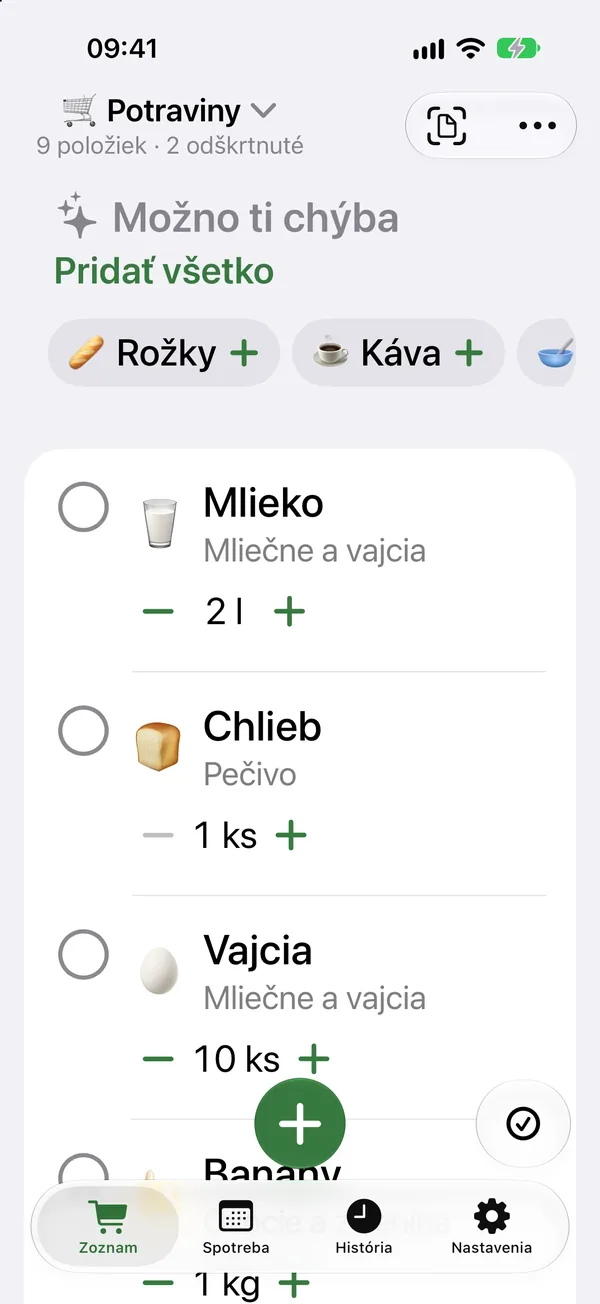 09:41
Potraviny
9 položiek · 2 odškrtnuté
Možno ti chýba
Pridať všetko
Rožky +
Káva +
Mlieko
Mliečne a vajcia
− 2 l +
Chlieb
Pečivo
− 1 ks +
Vajcia
Mliečne a vajcia
− 10 ks +
Banány
Zoznam
Spotreba
História
Nastavenia
− 1 kg +